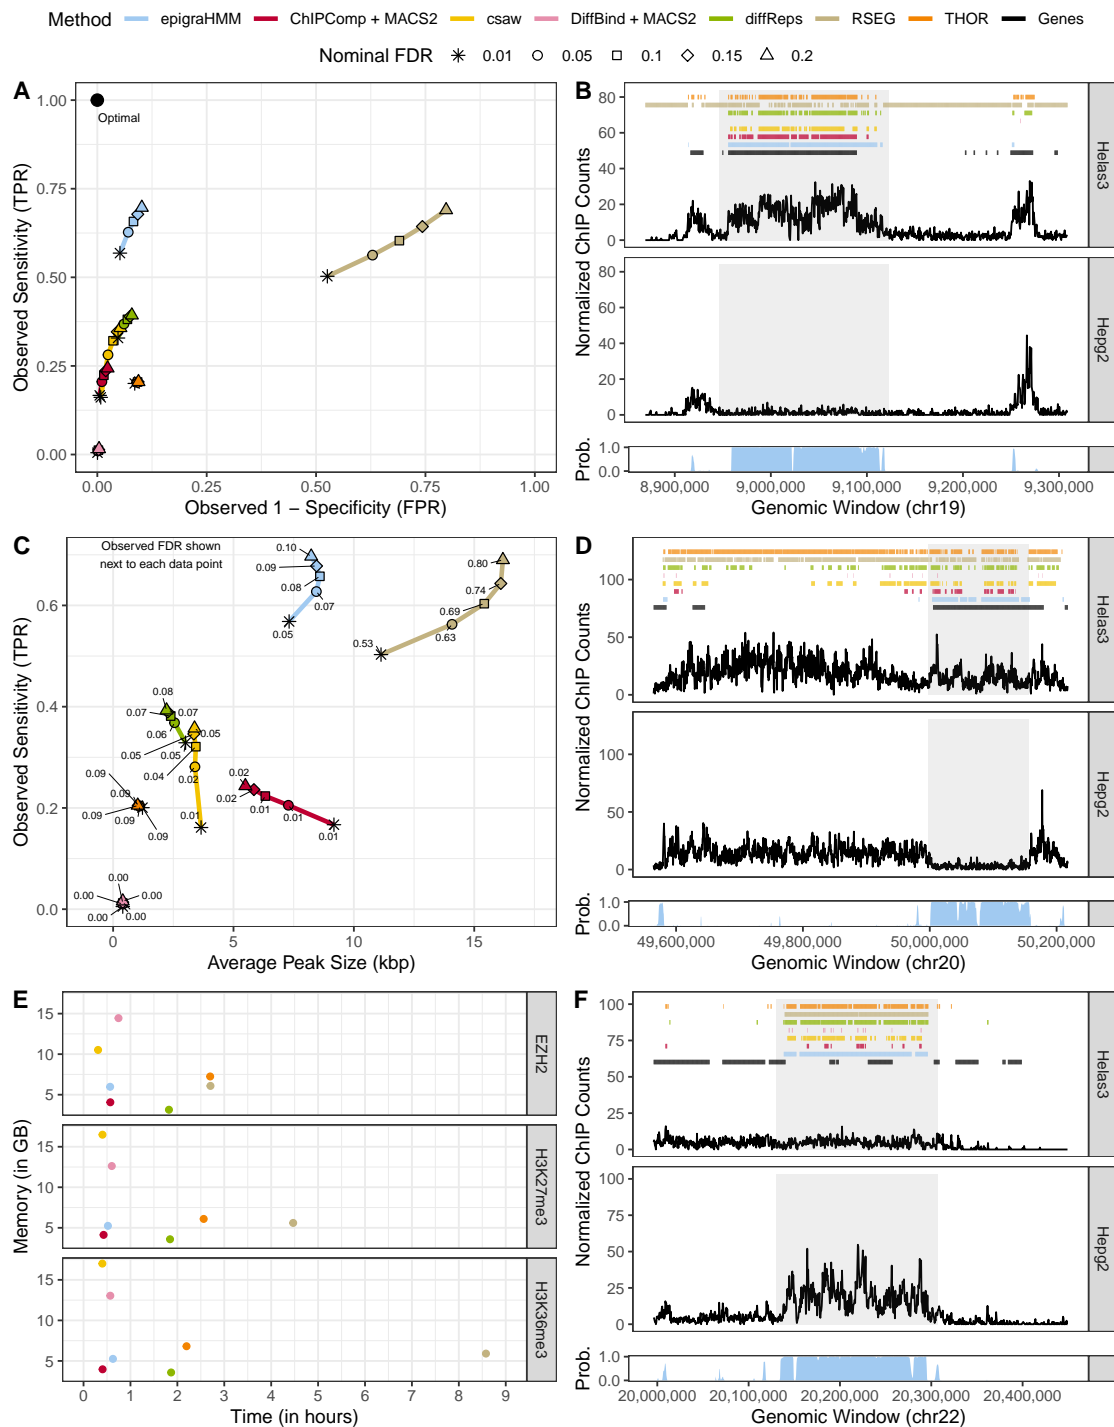 Method epigraHMM ChIPComp + MACS2 csaw DiffBind + MACS2 diffReps RSEG THOR Genes
Nominal FDR 0.01 0.05 0.1 0.15 0.2
A
1.00
0.75
0.50
0.25
0.00
Optimal
0.00 0.25 0.50 0.75 1.00
Observed 1 − Specificity (FPR)
Observed Sensitivity (TPR)
B
80
60
40
20
0
Helas3
80
60
40
20
0
Hepg2
Normalized ChIP Counts
Prob.
1.0
0.0
8,900,000 9,000,000 9,100,000 9,200,000 9,300,000
Genomic Window (chr19)
C
Observed FDR shown
next to each data point
0.6
0.4
0.2
0.0
Observed Sensitivity (TPR)
0.10
0.09
0.08
0.07
0.05
0.80
0.74
0.69
0.63
0.53
0.08
0.07
0.07
0.06
0.05
0.05
0.05
0.04
0.02
0.01
0.02
0.02
0.01
0.01
0.01
0.09
0.09
0.09
0.09
0.09
0.00
0.00
0.00
0.00
0.00
0 5 10 15
Average Peak Size (kbp)
D
100
50
0
Helas3
100
50
0
Hepg2
Normalized ChIP Counts
Prob.
1.0
0.0
49,600,000 49,800,000 50,000,000 50,200,000
Genomic Window (chr20)
E
15
10
5
EZH2
15
10
5
H3K27me3
15
10
5
H3K36me3
Memory (in GB)
0 1 2 3 4 5 6 7 8 9
Time (in hours)
F
100
75
50
25
0
Helas3
100
75
50
25
0
Hepg2
Normalized ChIP Counts
Prob.
1.0
0.0
20,000,000 20,100,000 20,200,000 20,300,000 20,400,000
Genomic Window (chr22)